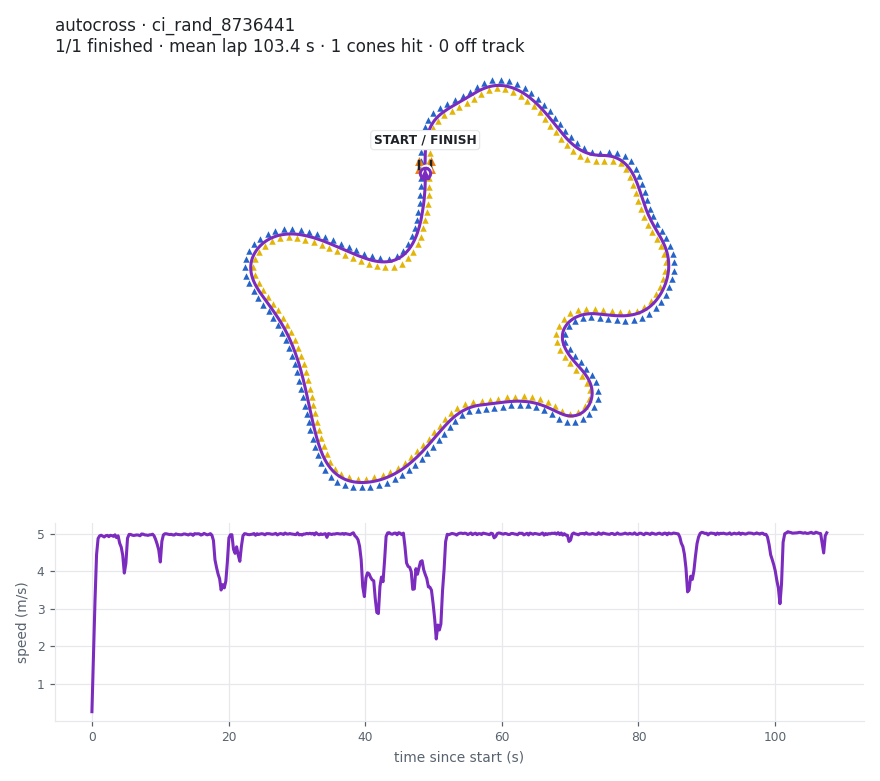 autocross · ci_rand_8736441
1/1 finished · mean lap 103.4 s · 1 cones hit · 0 off track
START / FINISH
5
4
3
2
1
speed (m/s)
0 20 40 60 80 100
time since start (s)